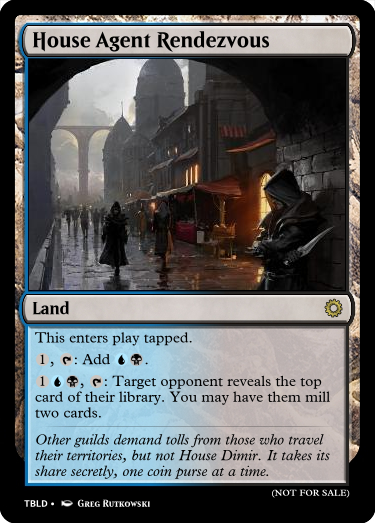 House Agent Rendezvous
Land
This enters play tapped.
1, : Add .
1 , : Target opponent reveals the top
card of their library. You may have them mill
two cards.
Other guilds demand tolls from those who travel
their territories, but not House Dimir. It takes its
share secretly, one coin purse at a time.
(NOT FOR SALE)
TBLD • Greg Rutkowski